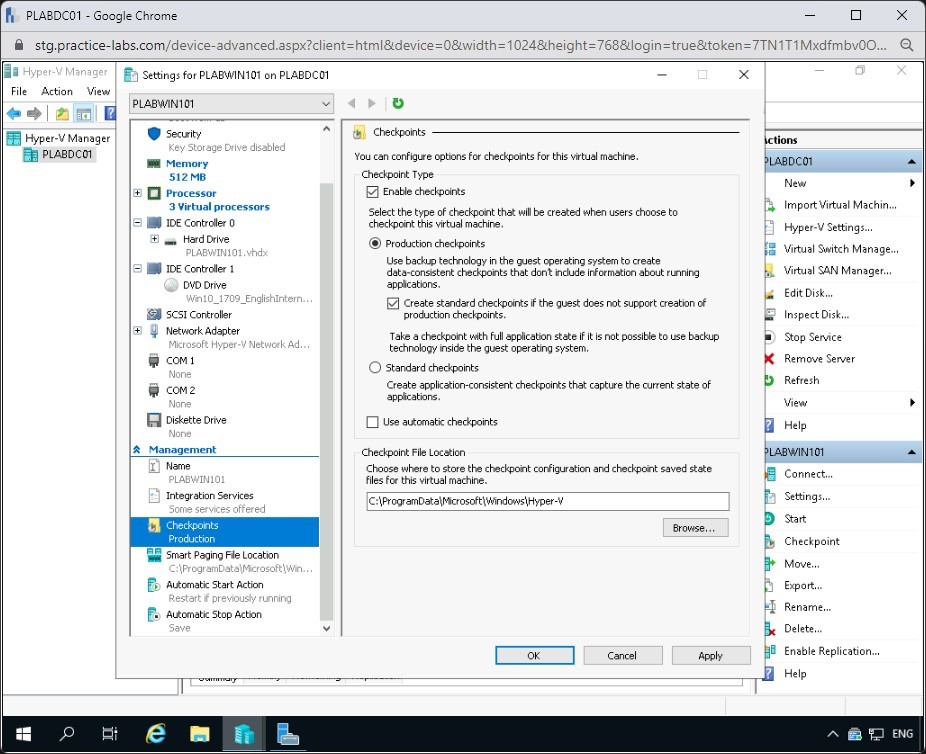 PLABDC01 - Google Chrome
stg.practice-labs.com/device-advanced.aspx?client=html&device=0&width=1024&height=768&login=true&token=7TN1T1Mxdfmbv0O...
Hyper-V Manager
File Action View
Hyper-V Manager
PLABDC01
Settings for PLABWIN101 on PLABDC01
PLABWIN101
Security
Key Storage Drive disabled
Memory
512 MB
Processor
3 Virtual processors
IDE Controller 0
Hard Drive
PLABWIN101.vhdx
IDE Controller 1
DVD Drive
Win10_1709_EnglishIntern...
SCSI Controller
Network Adapter
Microsoft Hyper-V Network Ad...
COM 1
None
COM 2
None
Diskette Drive
None
Management
Name
PLABWIN101
Integration Services
Some services offered
Checkpoints
Production
Smart Paging File Location
C:\ProgramData\Microsoft\Win...
Automatic Start Action
Restart if previously running
Automatic Stop Action
Save
Checkpoints
You can configure options for checkpoints for this virtual machine.
Checkpoint Type
Enable checkpoints
Select the type of checkpoint that will be created when users choose to
checkpoint this virtual machine.
Production checkpoints
Use backup technology in the guest operating system to create
data-consistent checkpoints that don't include information about running
applications.
Create standard checkpoints if the guest does not support creation of
production checkpoints.
Take a checkpoint with full application state if it is not possible to use backup
technology inside the guest operating system.
Standard checkpoints
Create application-consistent checkpoints that capture the current state of
applications.
Use automatic checkpoints
Checkpoint File Location
Choose where to store the checkpoint configuration and checkpoint saved state
files for this virtual machine.
C:\ProgramData\Microsoft\Windows\Hyper-V
Browse...
OK
Cancel
Apply
Actions
PLABDC01
New
Import Virtual Machin...
Hyper-V Settings...
Virtual Switch Manage...
Virtual SAN Manager...
Edit Disk...
Inspect Disk...
Stop Service
Remove Server
Refresh
View
Help
PLABWIN101
Connect...
Settings...
Start
Checkpoint
Move...
Export...
Rename...
Delete...
Enable Replication...
Help
ENG